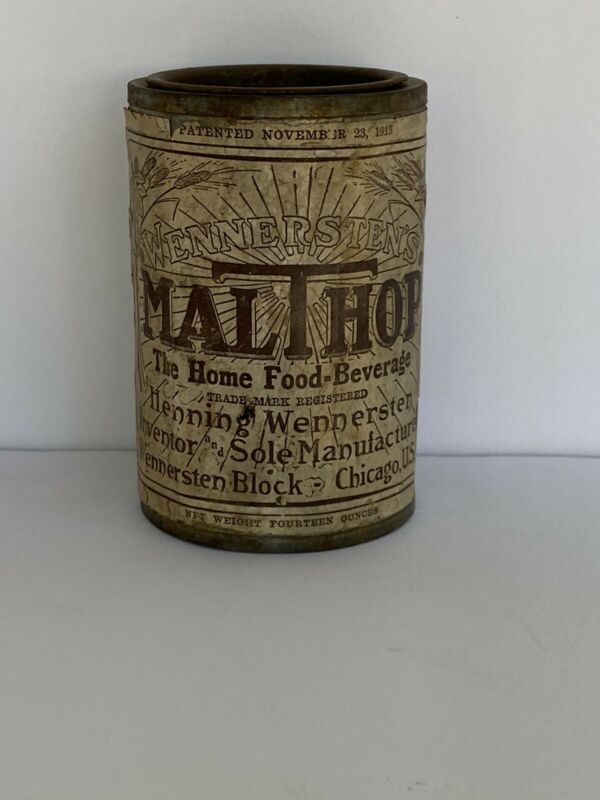 PATENTED NOVEMBER 23, 1915
WENNERSTEN'S
MALTHOP
The Home Food-Beverage
TRADE MARK REGISTERED
Henning Wennersten
Inventor and Sole Manufacturer
Wennersten Block - Chicago, U.S.
NET WEIGHT FOURTEEN OUNCES